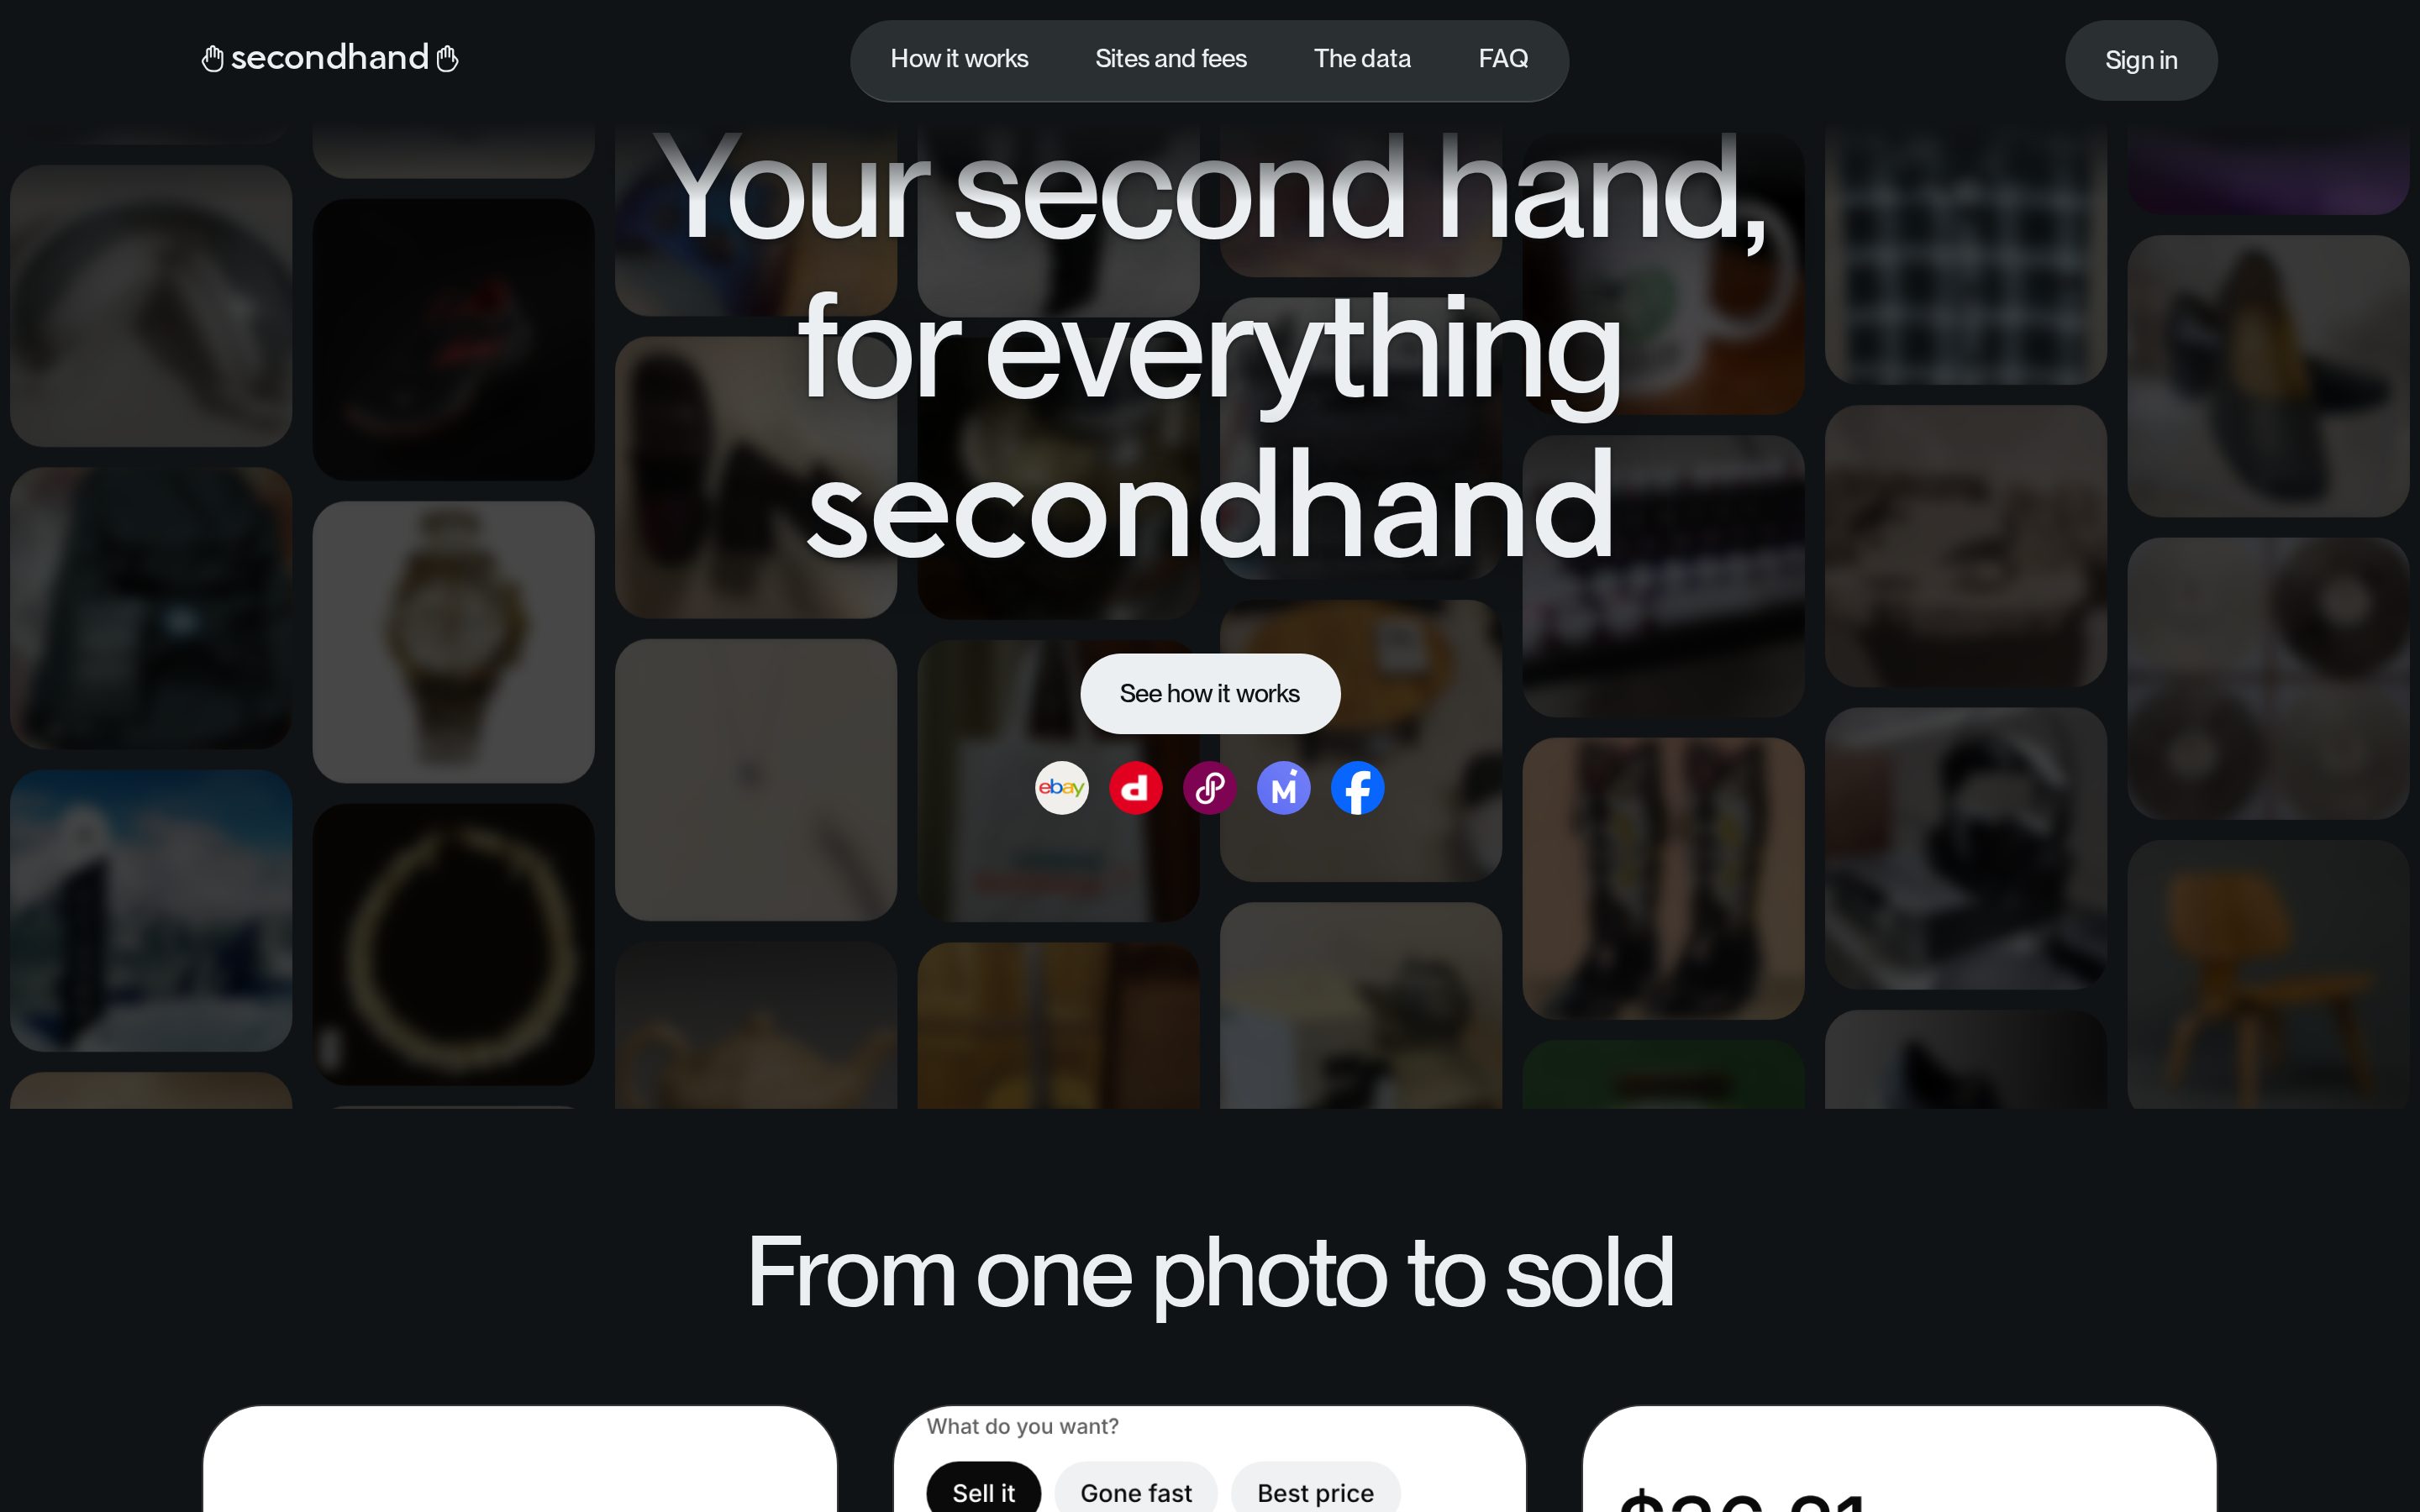 secondhand
How it works
Sites and fees
The data
FAQ
Sign in
Your second hand,
for everything
secondhand
See how it works
ebay
From one photo to sold
What do you want?
Sell it
Gone fast
Best price